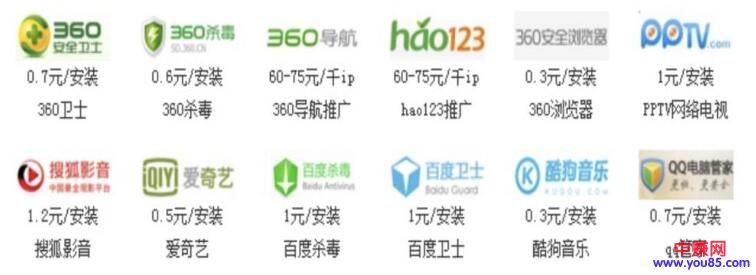 360 安全卫士
360杀毒 SD.360.CN
360导航
hao123
360安全浏览器
PPTV.com
0.7元/安装
0.6元/安装
60-75元/千ip
60-75元/千ip
0.3元/安装
1元/安装
360卫士
360杀毒
360导航推广
hao123推广
360浏览器
PPTV网络电视
搜狐影音 中国最全观影平台
iQIYI 爱奇艺
百度杀毒 Baidu Antivirus
百度卫士 Baidu Guard
酷狗音乐 KUGOU.COM
QQ电脑管家 更快、更安全
1.2元/安装
0.5元/安装
1元/安装
1元/安装
0.3元/安装
0.7元/安装
搜狐影音
爱奇艺
百度杀毒
百度卫士
酷狗音乐
qq管家
中赚网
www.you85.com